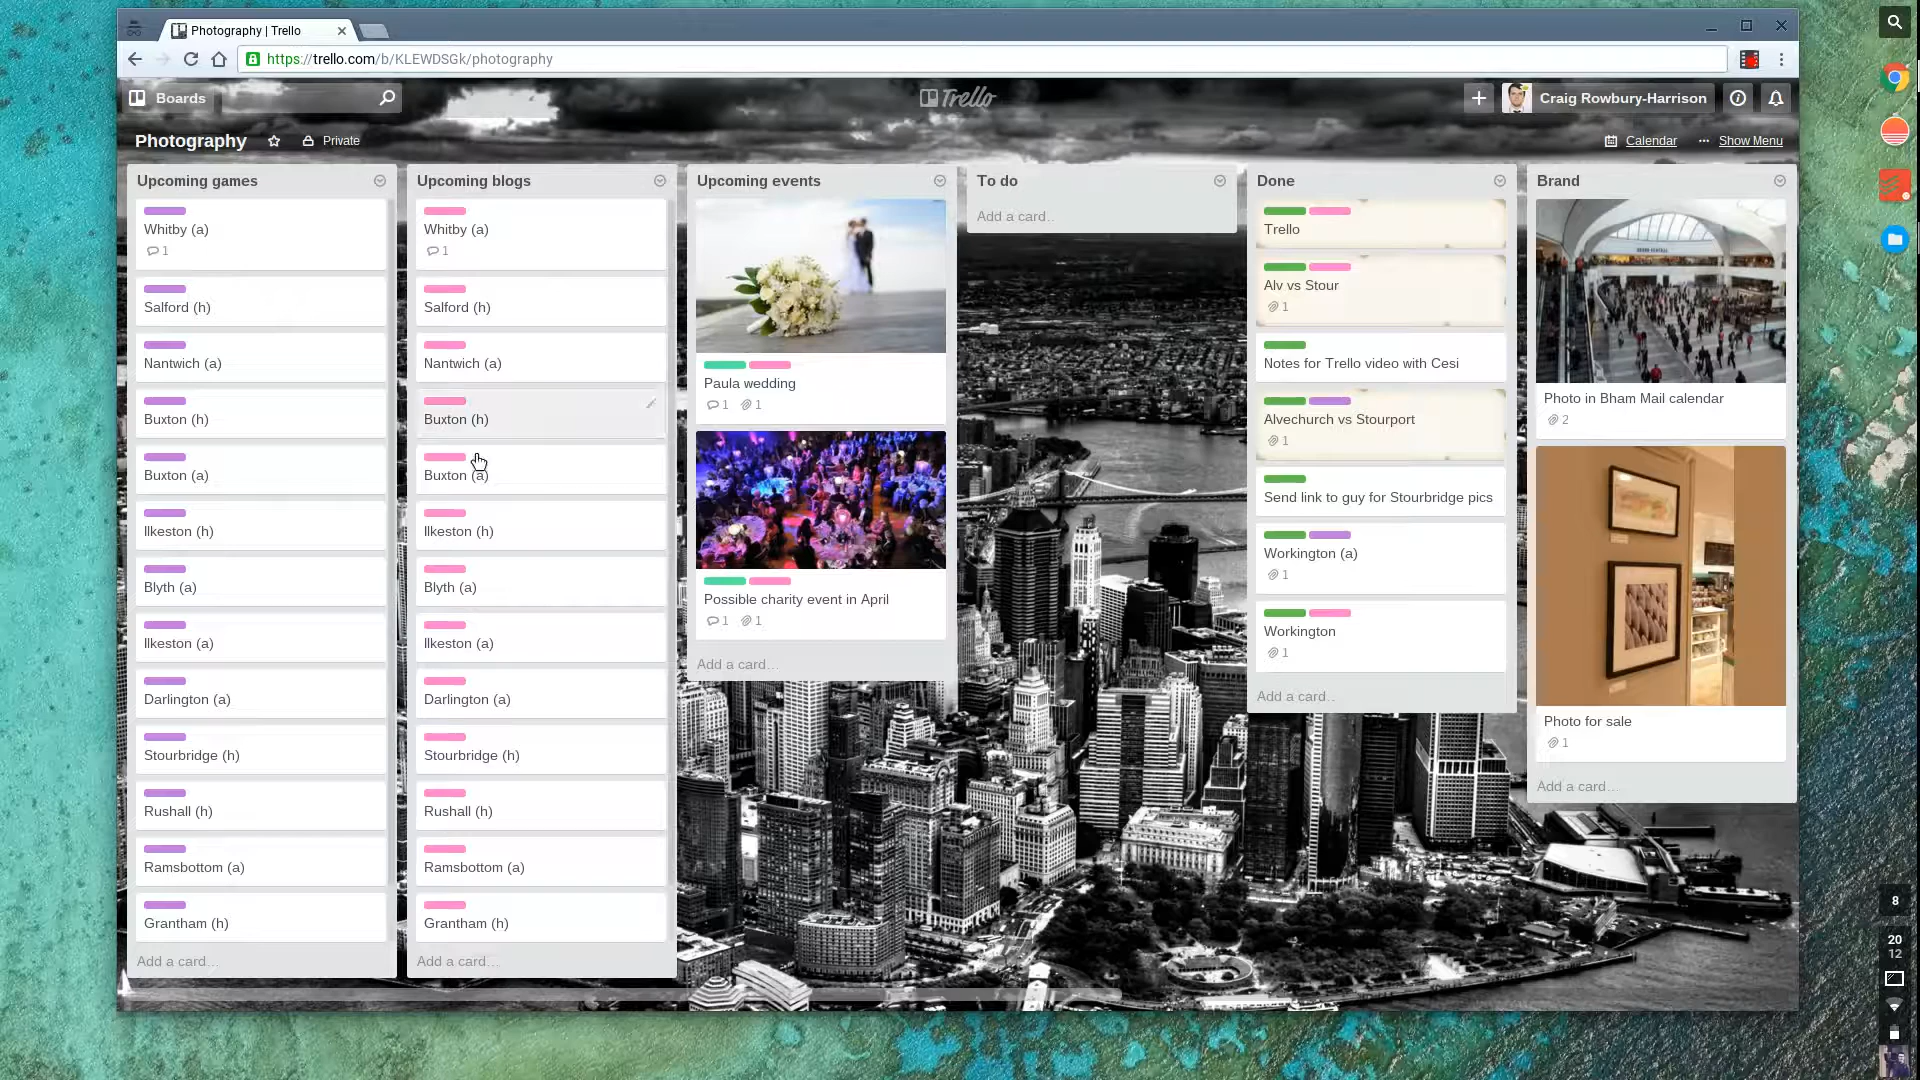 Photography | Trello
https://trello.com/b/KLEWDSGk/photography
Boards
Trello
Craig Rowbury-Harrison
Photography
Private
Calendar
Show Menu
Upcoming games
Whitby (a)
1
Salford (h)
Nantwich (a)
Buxton (h)
Buxton (a)
Ilkeston (h)
Blyth (a)
Ilkeston (a)
Darlington (a)
Stourbridge (h)
Rushall (h)
Ramsbottom (a)
Grantham (h)
Add a card...
Upcoming blogs
Whitby (a)
1
Salford (h)
Nantwich (a)
Buxton (h)
Buxton (a)
Ilkeston (h)
Blyth (a)
Ilkeston (a)
Darlington (a)
Stourbridge (h)
Rushall (h)
Ramsbottom (a)
Grantham (h)
Add a card...
Upcoming events
Paula wedding
1 1
Possible charity event in April
1 1
Add a card...
To do
Add a card...
Done
Trello
Alv vs Stour
1
Notes for Trello video with Cesi
Alvechurch vs Stourport
1
Send link to guy for Stourbridge pics
Workington (a)
1
Workington
1
Add a card...
Brand
Photo in Bham Mail calendar
2
Photo for sale
1
Add a card...
8
20
12